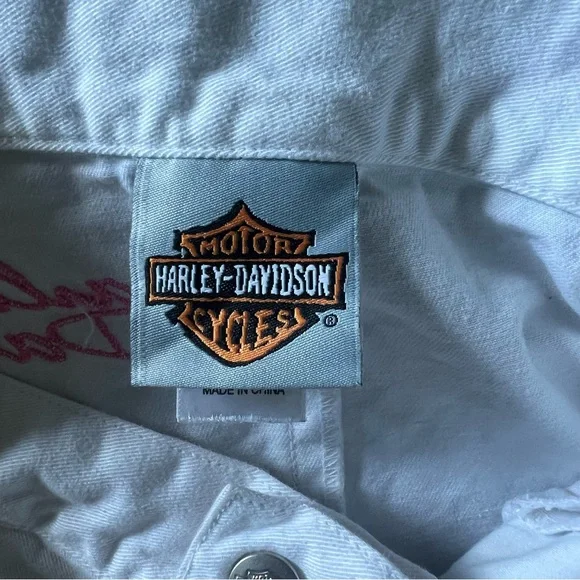 MOTOR
HARLEY-DAVIDSON
CYCLES
®
MADE IN CHINA